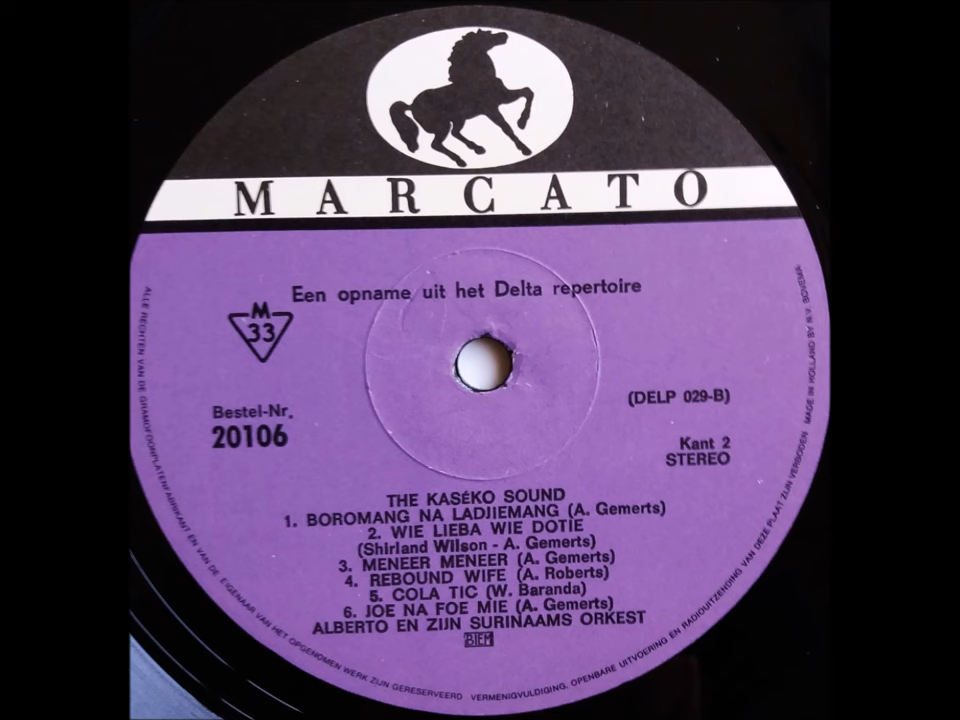 MARCATO
Een opname uit het Delta repertoire
M
33
(DELP 029-B)
Bestel-Nr.
20106
Kant 2
STEREO
THE KASÉKO SOUND
1. BOROMANG NA LADJIEMANG (A. Gemerts)
2. WIE LIEBA WIE DOTIE
(Shirland Wilson - A. Gemerts)
3. MENEER MENEER (A. Gemerts)
4. REBOUND WIFE (A. Roberts)
5. COLA TIC (W. Baranda)
6. JOE NA FOE MIE (A. Gemerts)
ALBERTO EN ZIJN SURINAAMS ORKEST
BIEM
ALLE RECHTEN VAN DE GRAMOFOONPLATENFABRIKANT EN VAN DE EIGENAAR VAN HET OPGENOMEN WERK ZIJN GERESERVEERD VERMENIGVULDIGING, OPENBARE UITVOERING EN RADIOUITZENDING VAN DEZE PLAAT ZIJN VERBODEN MADE IN HOLLAND BY N.V. BOVEMA